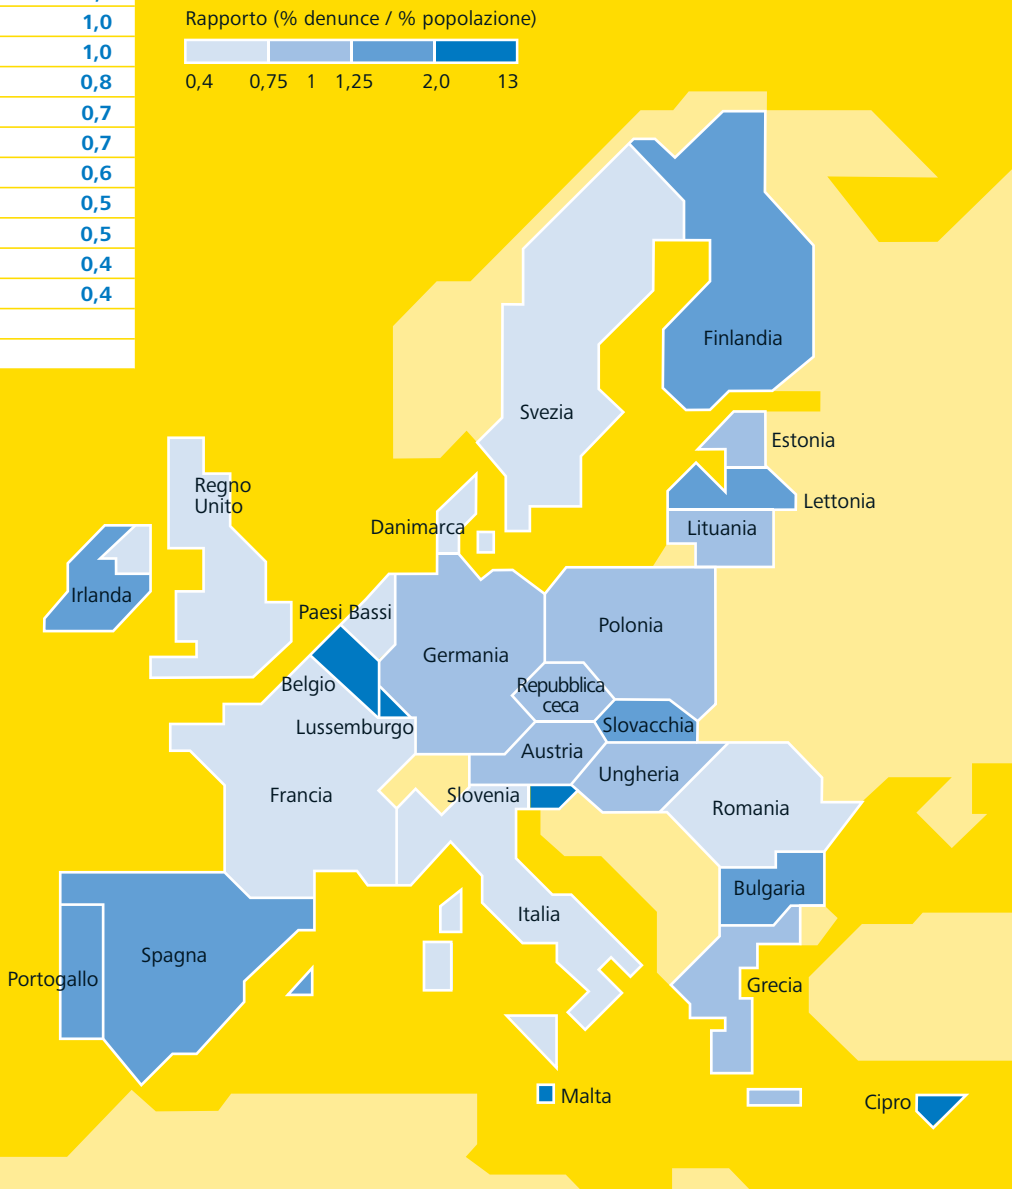 1,0
1,0
0,8
0,7
0,7
0,6
0,5
0,5
0,4
0,4
Rapporto (% denunce / % popolazione)
0,4 0,75 1 1,25 2,0 13
Finlandia
Svezia
Estonia
Regno
Unito
Lettonia
Danimarca
Lituania
Irlanda
Paesi Bassi
Polonia
Germania
Belgio
Repubblica
ceca
Lussemburgo
Slovacchia
Austria
Ungheria
Francia
Slovenia
Romania
Bulgaria
Italia
Spagna
Portogallo
Grecia
Malta
Cipro